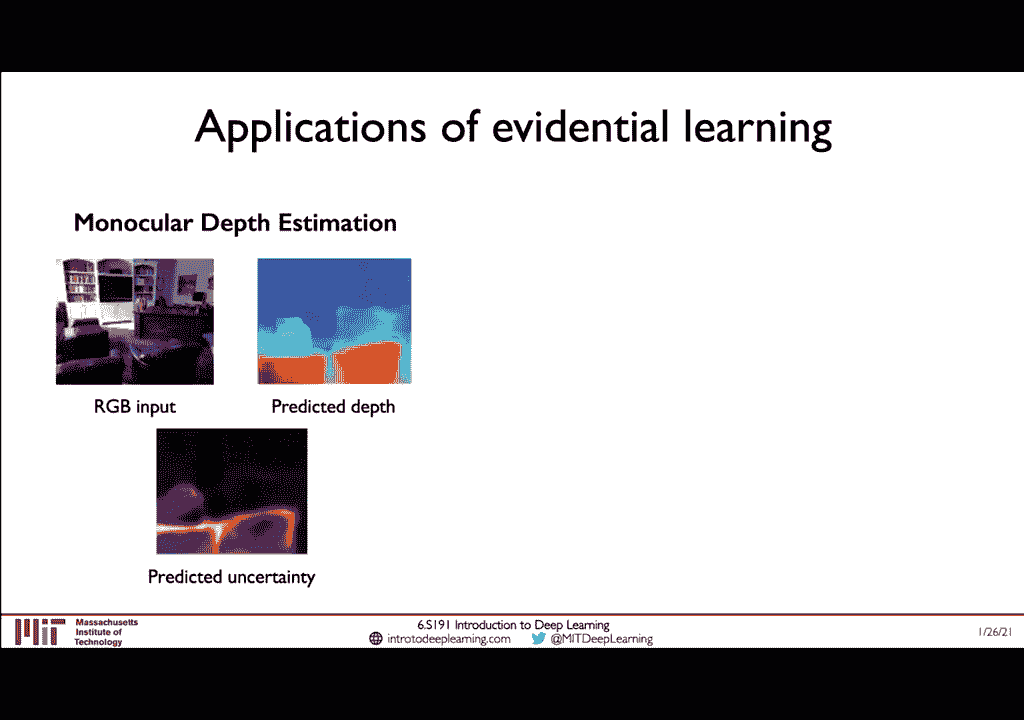 Applications of evidential learning
Monocular Depth Estimation
RGB input
Predicted depth
Predicted uncertainty
Massachusetts
Institute of
Technology
6.S191 Introduction to Deep Learning
introtodeeplearning.com @MITDeepLearning
1/26/21